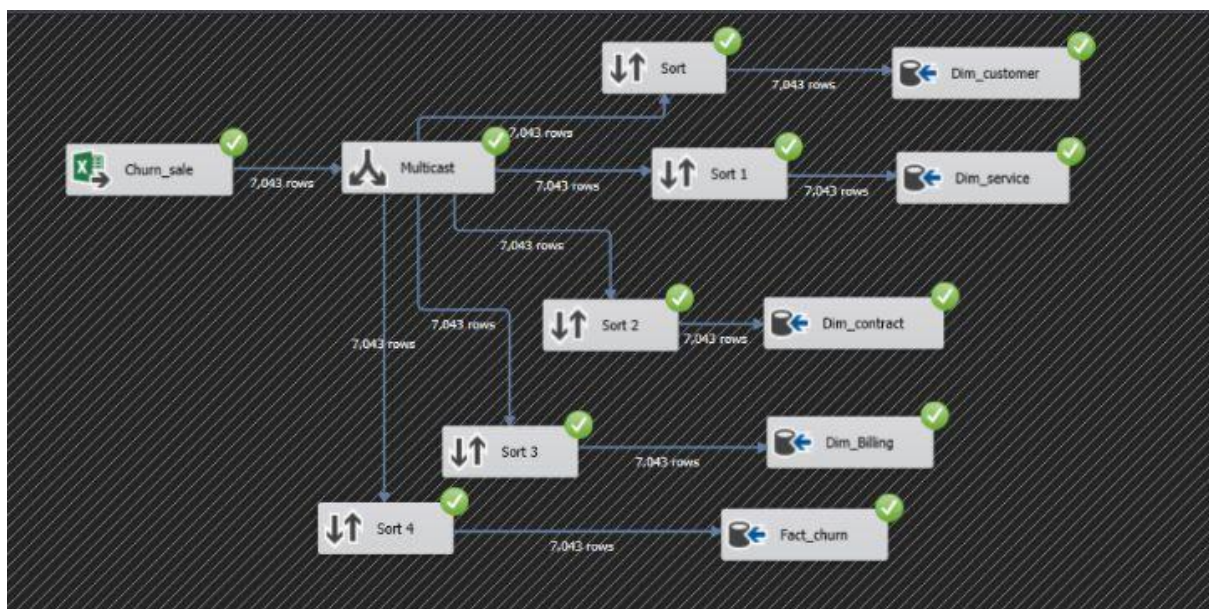 Sort
Dim_customer
7,043 rows
7,043 rows
Churn_sale
Multicast
Sort 1
Dim_service
7,043 rows
7,043 rows
7,043 rows
7,043 rows
Sort 2
Dim_contract
7,043 rows
7,043 rows
7,043 rows
Sort 3
Dim_Billing
7,043 rows
Sort 4
Fact_churn
7,043 rows